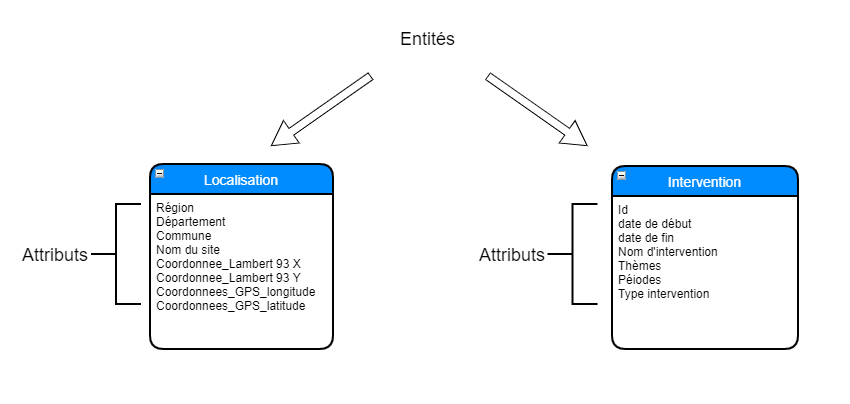 Entités
Localisation
Région
Département
Commune
Nom du site
Coordonnee_Lambert 93 X
Coordonnee_Lambert 93 Y
Coordonnees_GPS_longitude
Coordonnees_GPS_latitude
Attributs
Intervention
Id
date de début
date de fin
Nom d'intervention
Thèmes
Péiodes
Type intervention
Attributs